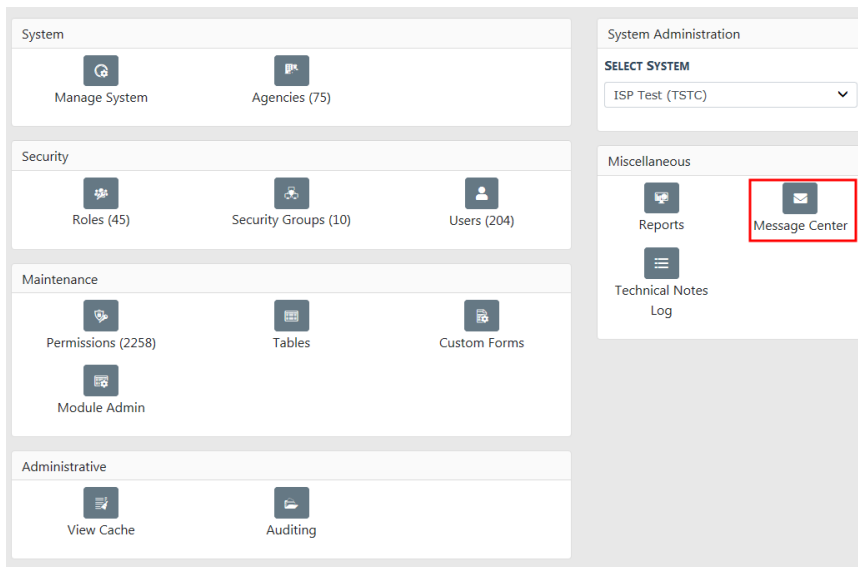 System
Manage System
Agencies (75)
Security
Roles (45)
Security Groups (10)
Users (204)
Maintenance
Permissions (2258)
Tables
Custom Forms
Module Admin
Administrative
View Cache
Auditing
System Administration
SELECT SYSTEM
ISP Test (TSTC)
Miscellaneous
Reports
Message Center
Technical Notes
Log